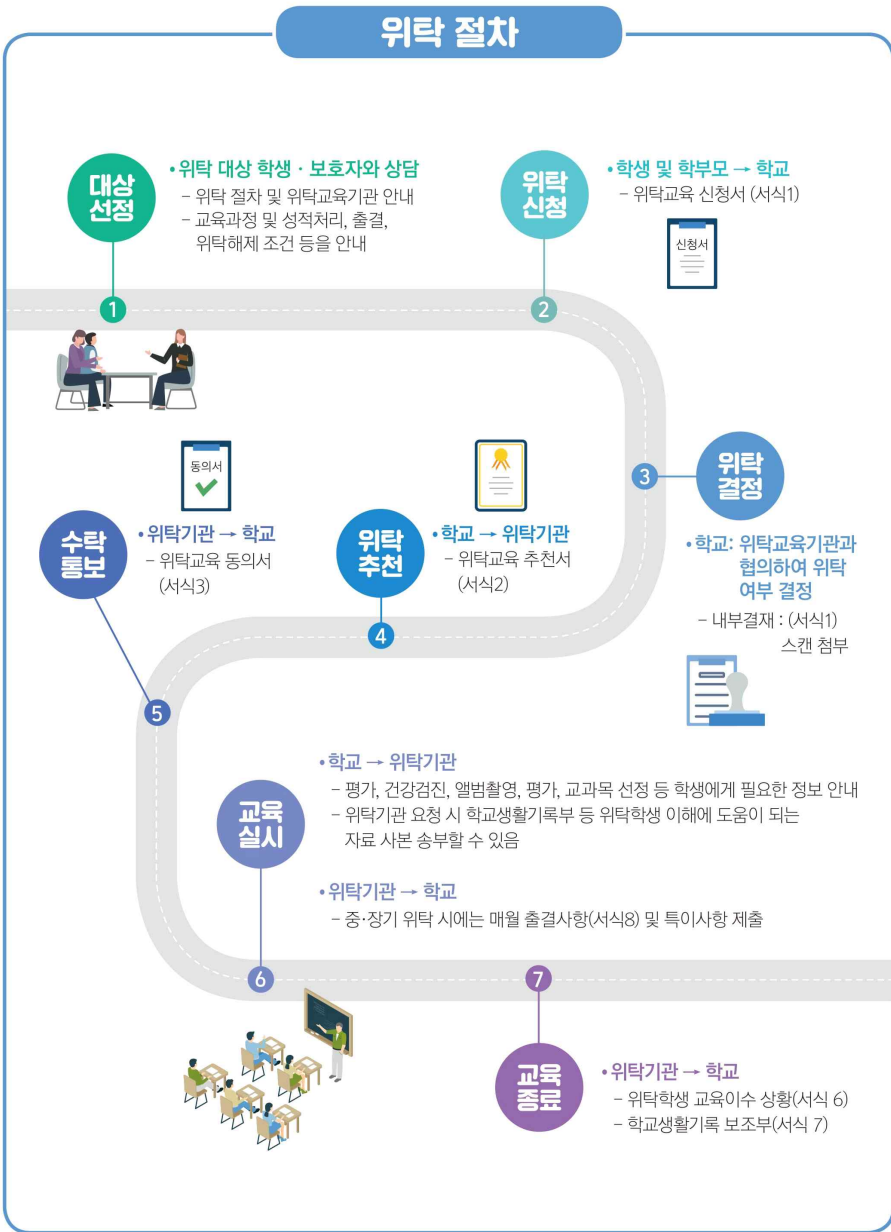 위탁 절차
대상
선정
• 위탁 대상 학생 · 보호자와 상담
- 위탁 절차 및 위탁교육기관 안내
- 교육과정 및 성적처리, 출결,
위탁해제 조건 등을 안내
1
위탁
신청
• 학생 및 학부모 → 학교
- 위탁교육 신청서 (서식1)
신청서
2
3
위탁
결정
• 학교: 위탁교육기관과
협의하여 위탁
여부 결정
- 내부결재 : (서식1)
스캔 첨부
위탁
추천
• 학교 → 위탁기관
- 위탁교육 추천서
(서식2)
4
동의서
수탁
통보
• 위탁기관 → 학교
- 위탁교육 동의서
(서식3)
5
교육
실시
• 학교 → 위탁기관
- 평가, 건강검진, 앨범촬영, 평가, 교과목 선정 등 학생에게 필요한 정보 안내
- 위탁기관 요청 시 학교생활기록부 등 위탁학생 이해에 도움이 되는
자료 사본 송부할 수 있음
• 위탁기관 → 학교
- 중·장기 위탁 시에는 매월 출결사항(서식8) 및 특이사항 제출
6
7
교육
종료
• 위탁기관 → 학교
- 위탁학생 교육이수 상황(서식 6)
- 학교생활기록 보조부(서식 7)